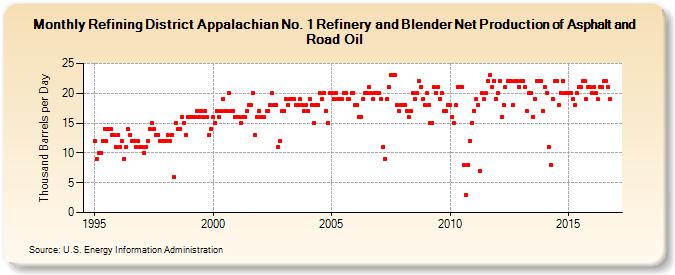 Monthly Refining District Appalachian No. 1 Refinery and Blender Net Production of Asphalt and
Road Oil
Thousand Barrels per Day
25
20
15
10
5
0
1995
2000
2005
2010
2015
Source: U.S. Energy Information Administration